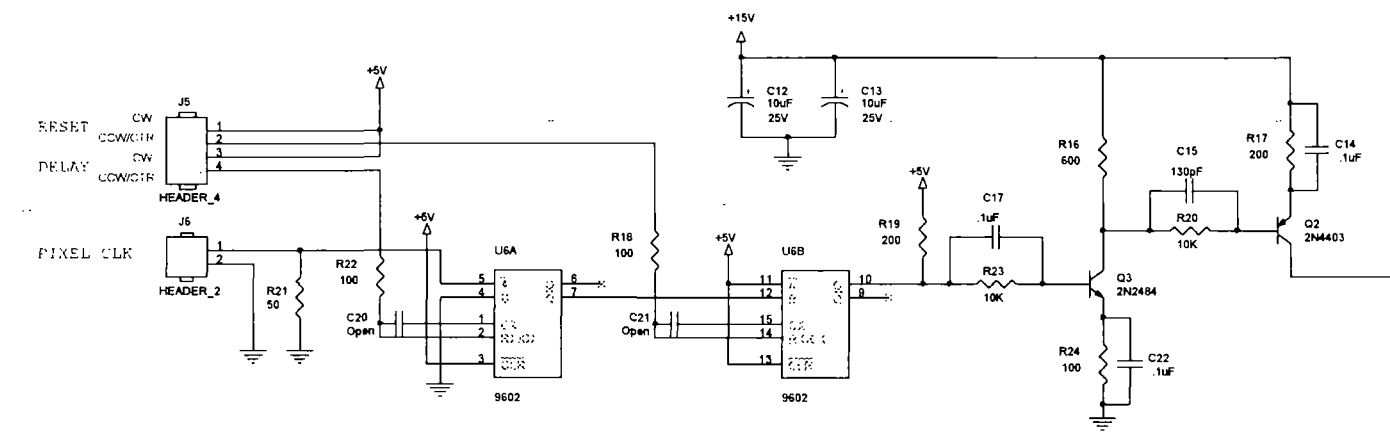 +15V
+5V
J5
RESET
CW
1
CCW/CTR
2
CW
3
DELAY
CCW/CTR
4
HEADER_4
J6
PIXEL CLK
1
2
HEADER_2
R21
50
R22
100
C20
Open
+5V
U6A
5
4
1
2
3
6
7
9602
R18
100
C21
Open
+5V
U6B
11
12
15
14
13
10
9
9602
C12
10uF
25V
C13
10uF
25V
+5V
R19
200
C17
.1uF
R23
10K
R16
600
Q3
2N2484
R24
100
C22
.1uF
C15
130pF
R20
10K
R17
200
C14
.1uF
Q2
2N4403